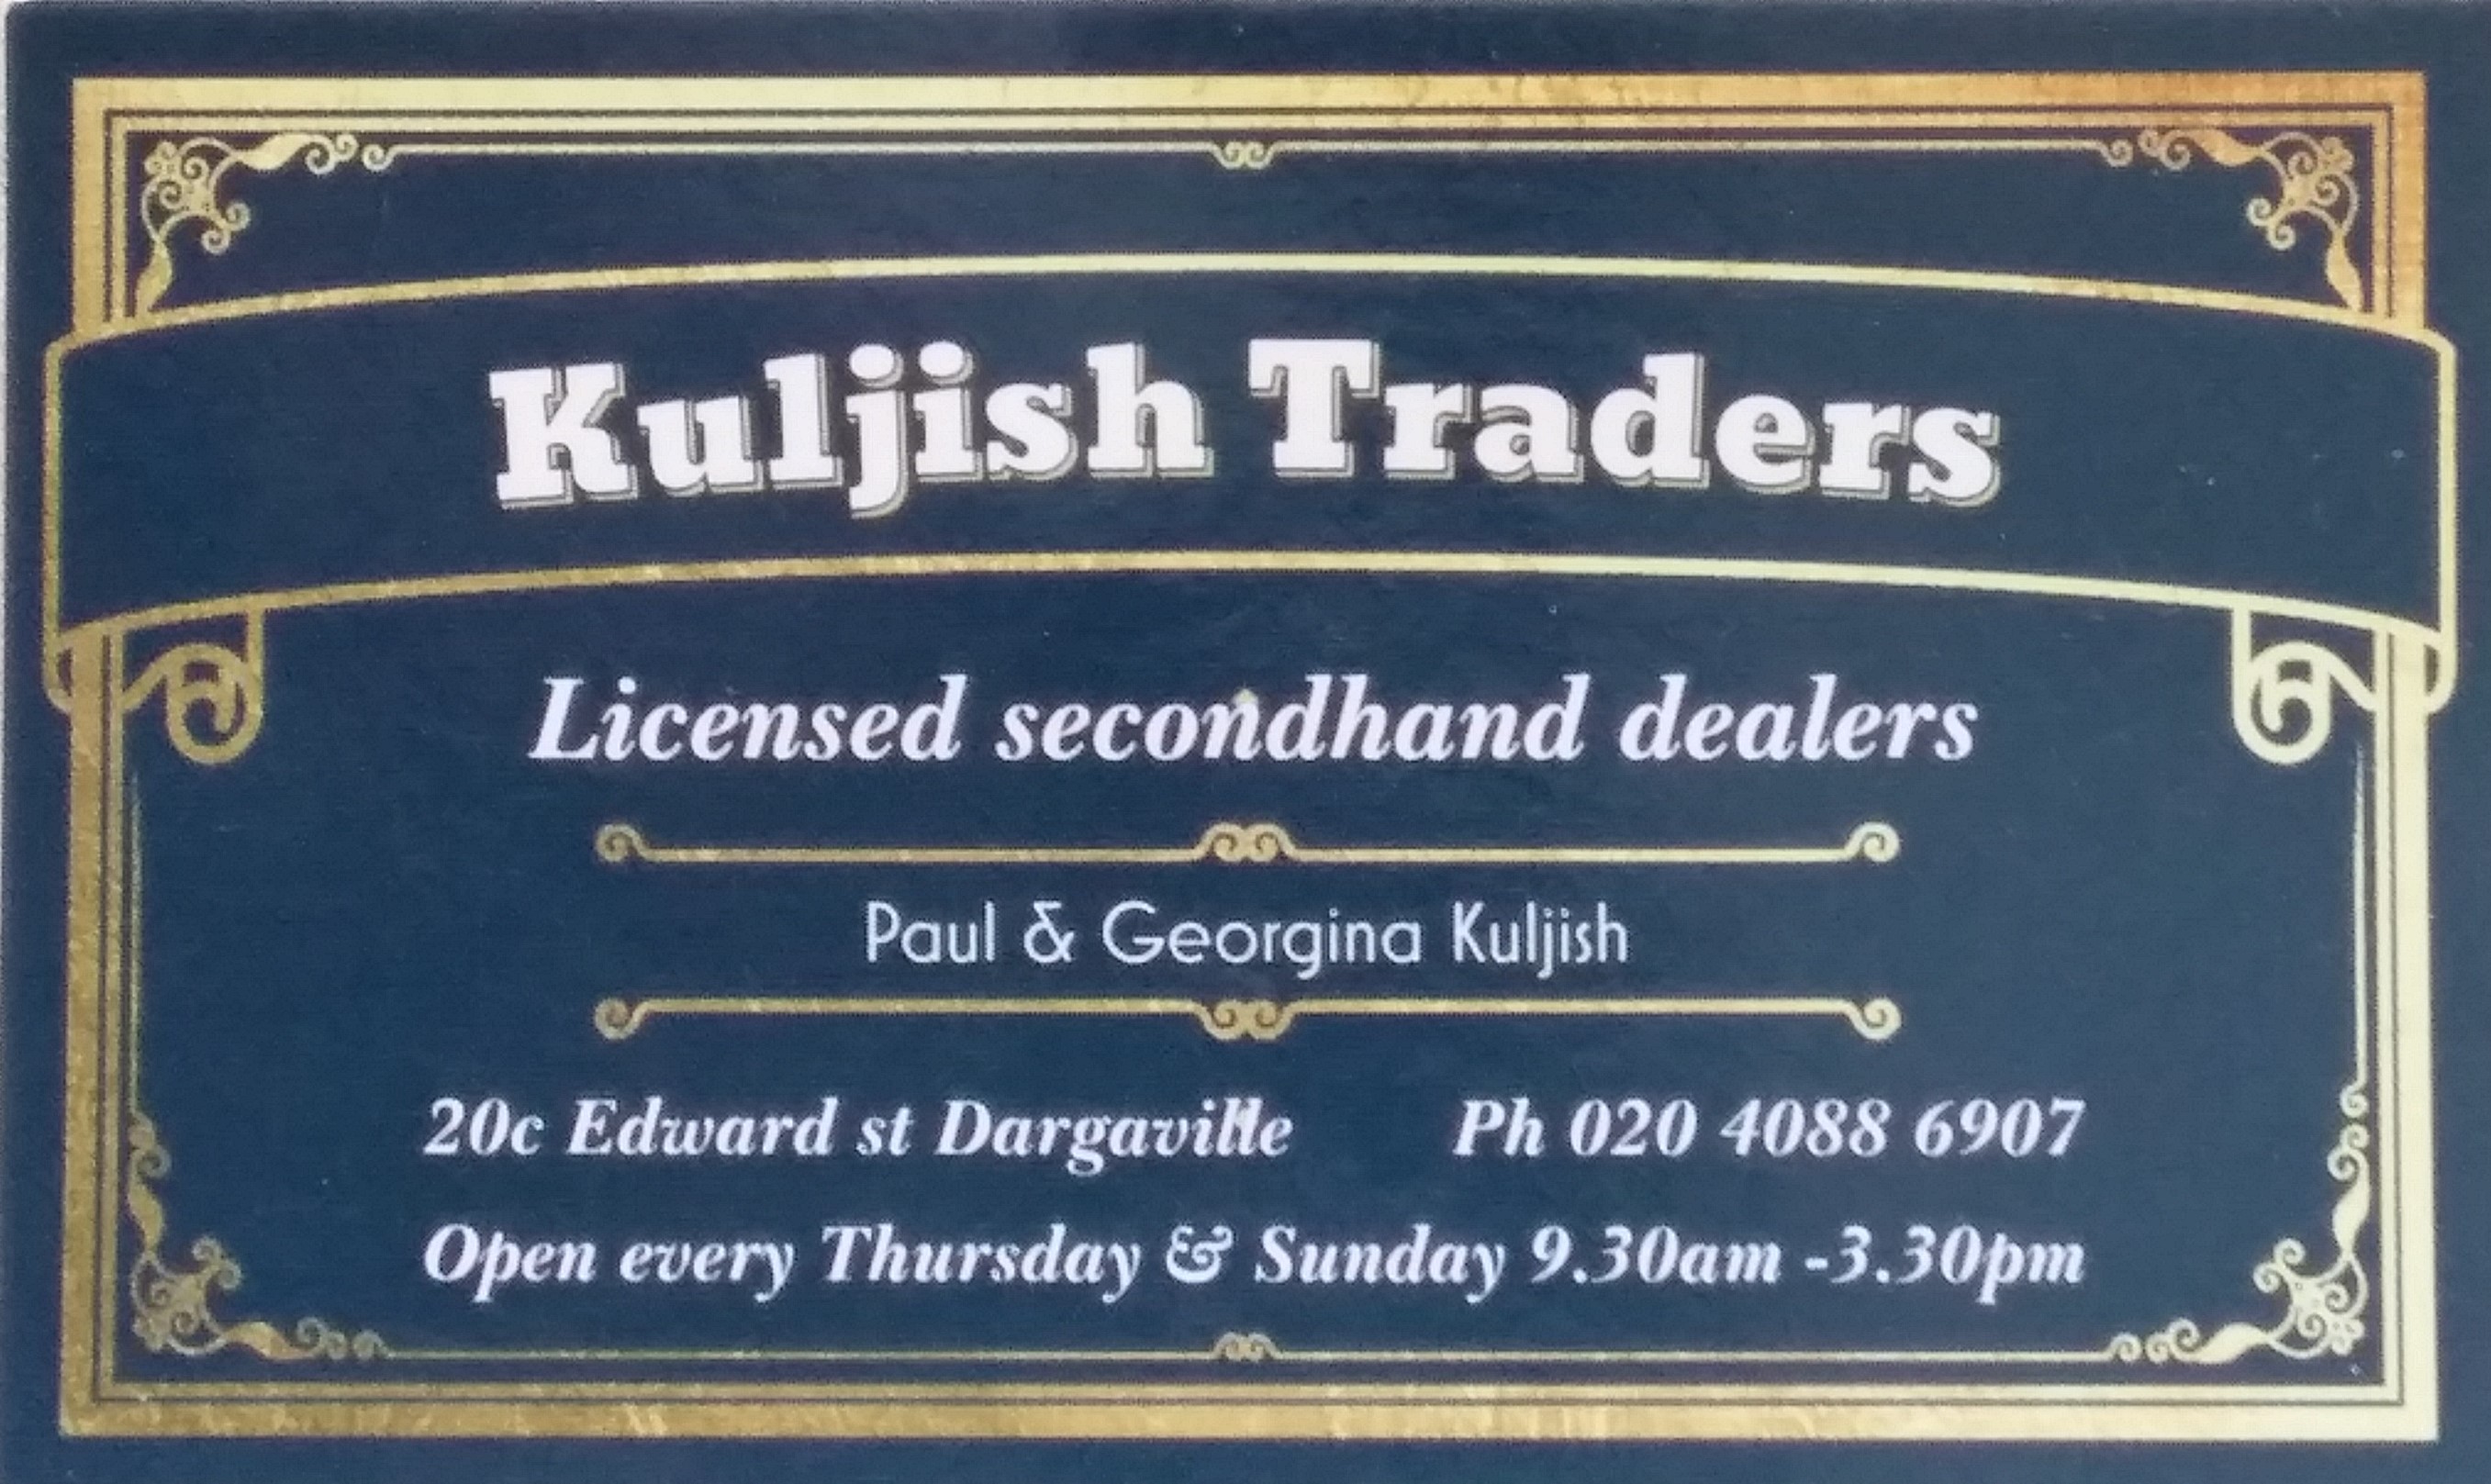 Kuljish Traders
Licensed secondhand dealers
Paul & Georgina Kuljish
20c Edward st Dargaville Ph 020 4088 6907
Open every Thursday & Sunday 9.30am -3.30pm